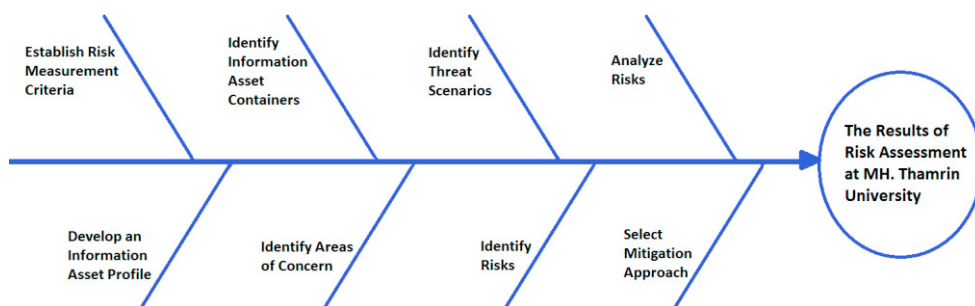 Establish Risk
Measurement
Criteria
Identify
Information
Asset
Containers
Identify
Threat
Scenarios
Analyze
Risks
The Results of
Risk Assessment
at MH. Thamrin
University
Develop an
Information
Asset Profile
Identify Areas
of Concern
Identify
Risks
Select
Mitigation
Approach